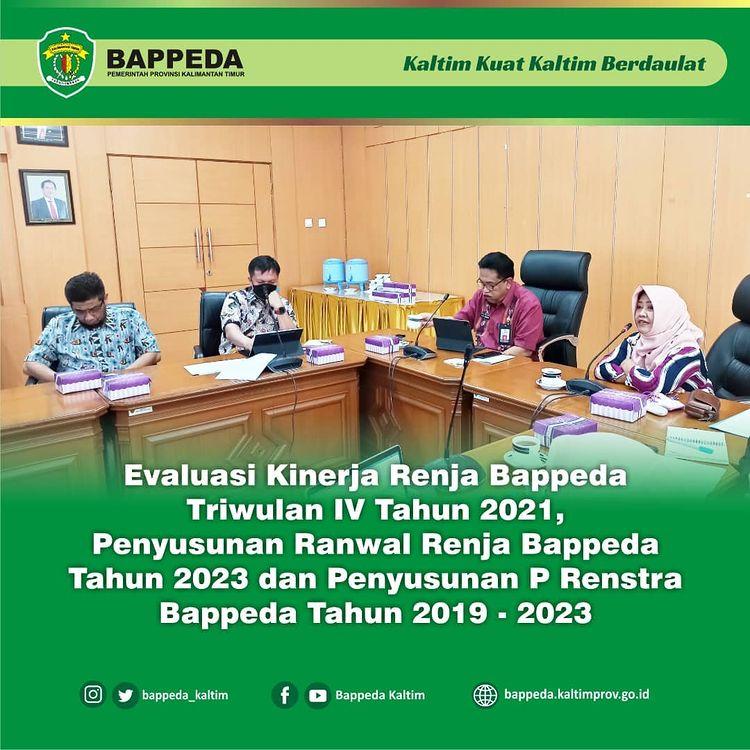 BAPPEDA
PEMERINTAH PROVINSI KALIMANTAN TIMUR
Kaltim Kuat Kaltim Berdaulat
Evaluasi Kinerja Renja Bappeda
Triwulan IV Tahun 2021,
Penyusunan Ranwal Renja Bappeda
Tahun 2023 dan Penyusunan P Renstra
Bappeda Tahun 2019 - 2023
bappeda_kaltim
Bappeda Kaltim
bappeda.kaltimprov.go.id